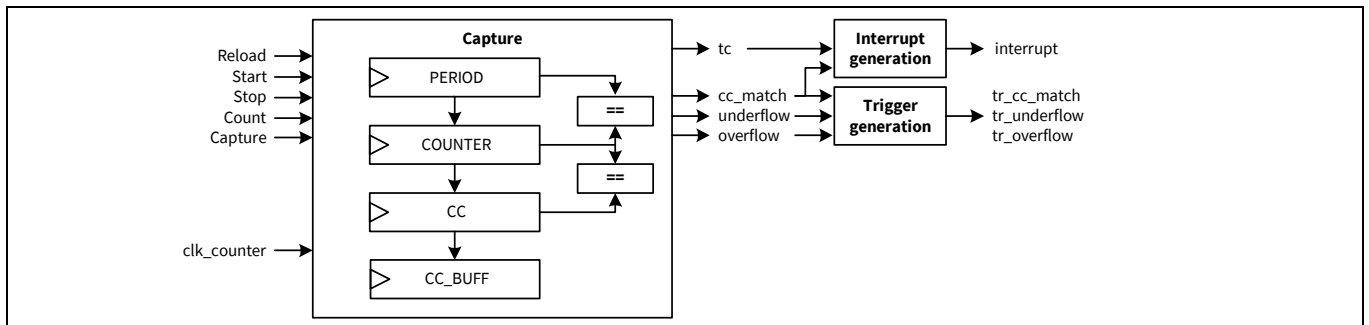 Reload
Start
Stop
Count
Capture
clk_counter
Capture
PERIOD
==
COUNTER
==
CC
CC_BUFF
tc
cc_match
underflow
overflow
Interrupt
generation
interrupt
Trigger
generation
tr_cc_match
tr_underflow
tr_overflow